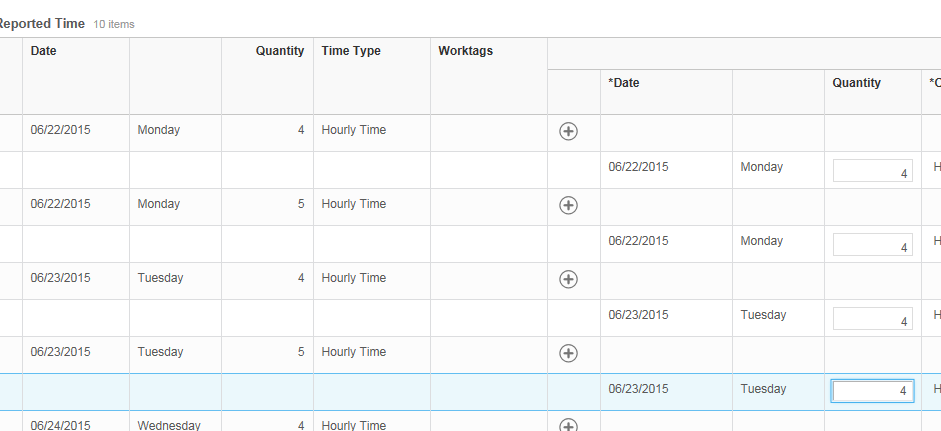 Reported Time 10 items
Date Quantity Time Type Worktags
*Date Quantity
06/22/2015 Monday 4 Hourly Time
06/22/2015 Monday 4 H
06/22/2015 Monday 5 Hourly Time
06/22/2015 Monday 4 H
06/23/2015 Tuesday 4 Hourly Time
06/23/2015 Tuesday 4 H
06/23/2015 Tuesday 5 Hourly Time
06/23/2015 Tuesday 4 H
06/24/2015 Wednesday 4 Hourly Time